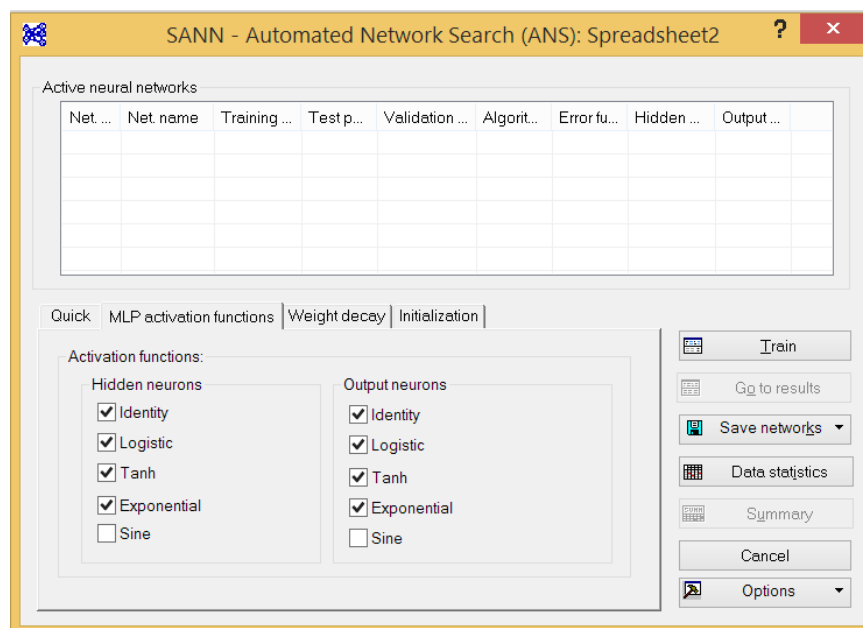 SANN - Automated Network Search (ANS): Spreadsheet2 ?
Active neural networks
Net. ... Net. name Training ... Test p... Validation ... Algorit... Error fu... Hidden ... Output ...
Quick MLP activation functions Weight decay Initialization
Activation functions:
Hidden neurons
Identity
Logistic
Tanh
Exponential
Sine
Output neurons
Identity
Logistic
Tanh
Exponential
Sine
Train
Go to results
Save networks
Data statistics
Summary
Cancel
Options